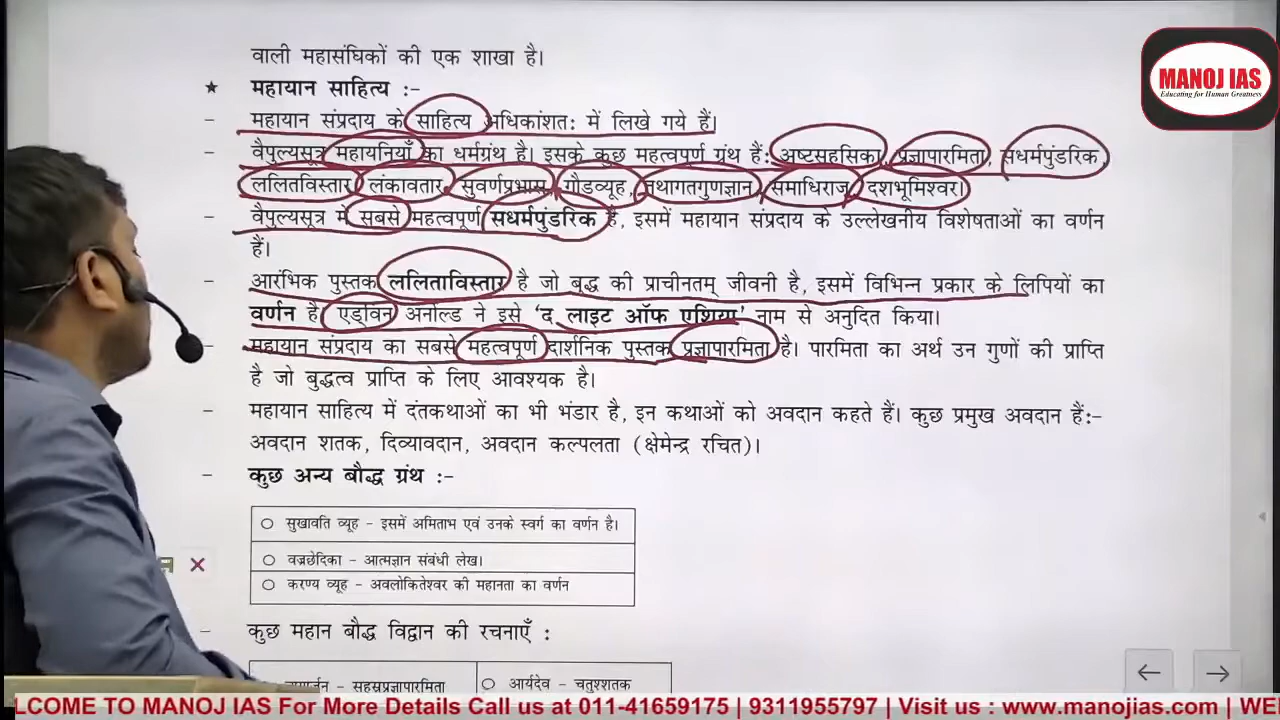 वाली महासंघिकों की एक शाखा है।
MANOJ IAS
Educating for Human Greatness
★ महायान साहित्य :-
- महायान संप्रदाय के साहित्य अधिकांशतः में लिखे गये हैं।
- वैपुल्यसूत्र महायनियाँ का धर्मग्रंथ है। इसके कुछ महत्वपूर्ण ग्रंथ हैः अष्टसहसिका, प्रज्ञापारमिता, सधर्मपुंडरिक
ललितविस्तार, लंकावतार, सुवर्णप्रभास, गौडव्यूह, तथागतगुणज्ञान, समाधिराज, दशभूमिश्वर।
- वैपुल्यसूत्र में सबसे महत्वपूर्ण सधर्मपुंडरिक है, इसमें महायान संप्रदाय के उल्लेखनीय विशेषताओं का वर्णन
हैं।
- आरंभिक पुस्तक ललिताविस्तार है जो बुद्ध की प्राचीनतम् जीवनी है, इसमें विभिन्न प्रकार के लिपियों का
वर्णन है। एड्विन अर्नोल्ड ने इसे ‘द लाइट ऑफ एशिया’ नाम से अनुदित किया।
- महायान संप्रदाय का सबसे महत्वपूर्ण दार्शनिक पुस्तक प्रज्ञापारमिता है। पारमिता का अर्थ उन गुणों की प्राप्ति
है जो बुद्धत्व प्राप्ति के लिए आवश्यक है।
- महायान साहित्य में दंतकथाओं का भी भंडार है, इन कथाओं को अवदान कहते हैं। कुछ प्रमुख अवदान हैं:-
अवदान शतक, दिव्यावदान, अवदान कल्पलता (क्षेमेन्द्र रचित)।
- कुछ अन्य बौद्ध ग्रंथ :-
○ सुखावति व्यूह - इसमें अमिताभ एवं उनके स्वर्ग का वर्णन है।
○ वज्रछेदिका - आत्मज्ञान संबंधी लेख।
○ करण्य व्यूह - अवलोकितेश्वर की महानता का वर्णन
- कुछ महान बौद्ध विद्वान की रचनाएँ :
- सहस्रप्रज्ञापारमिता ○ आर्यदेव - चतुश्शतक
LCOME TO MANOJ IAS For More Details Call us at 011-41659175 | 9311955797 | Visit us : www.manojias.com | WE